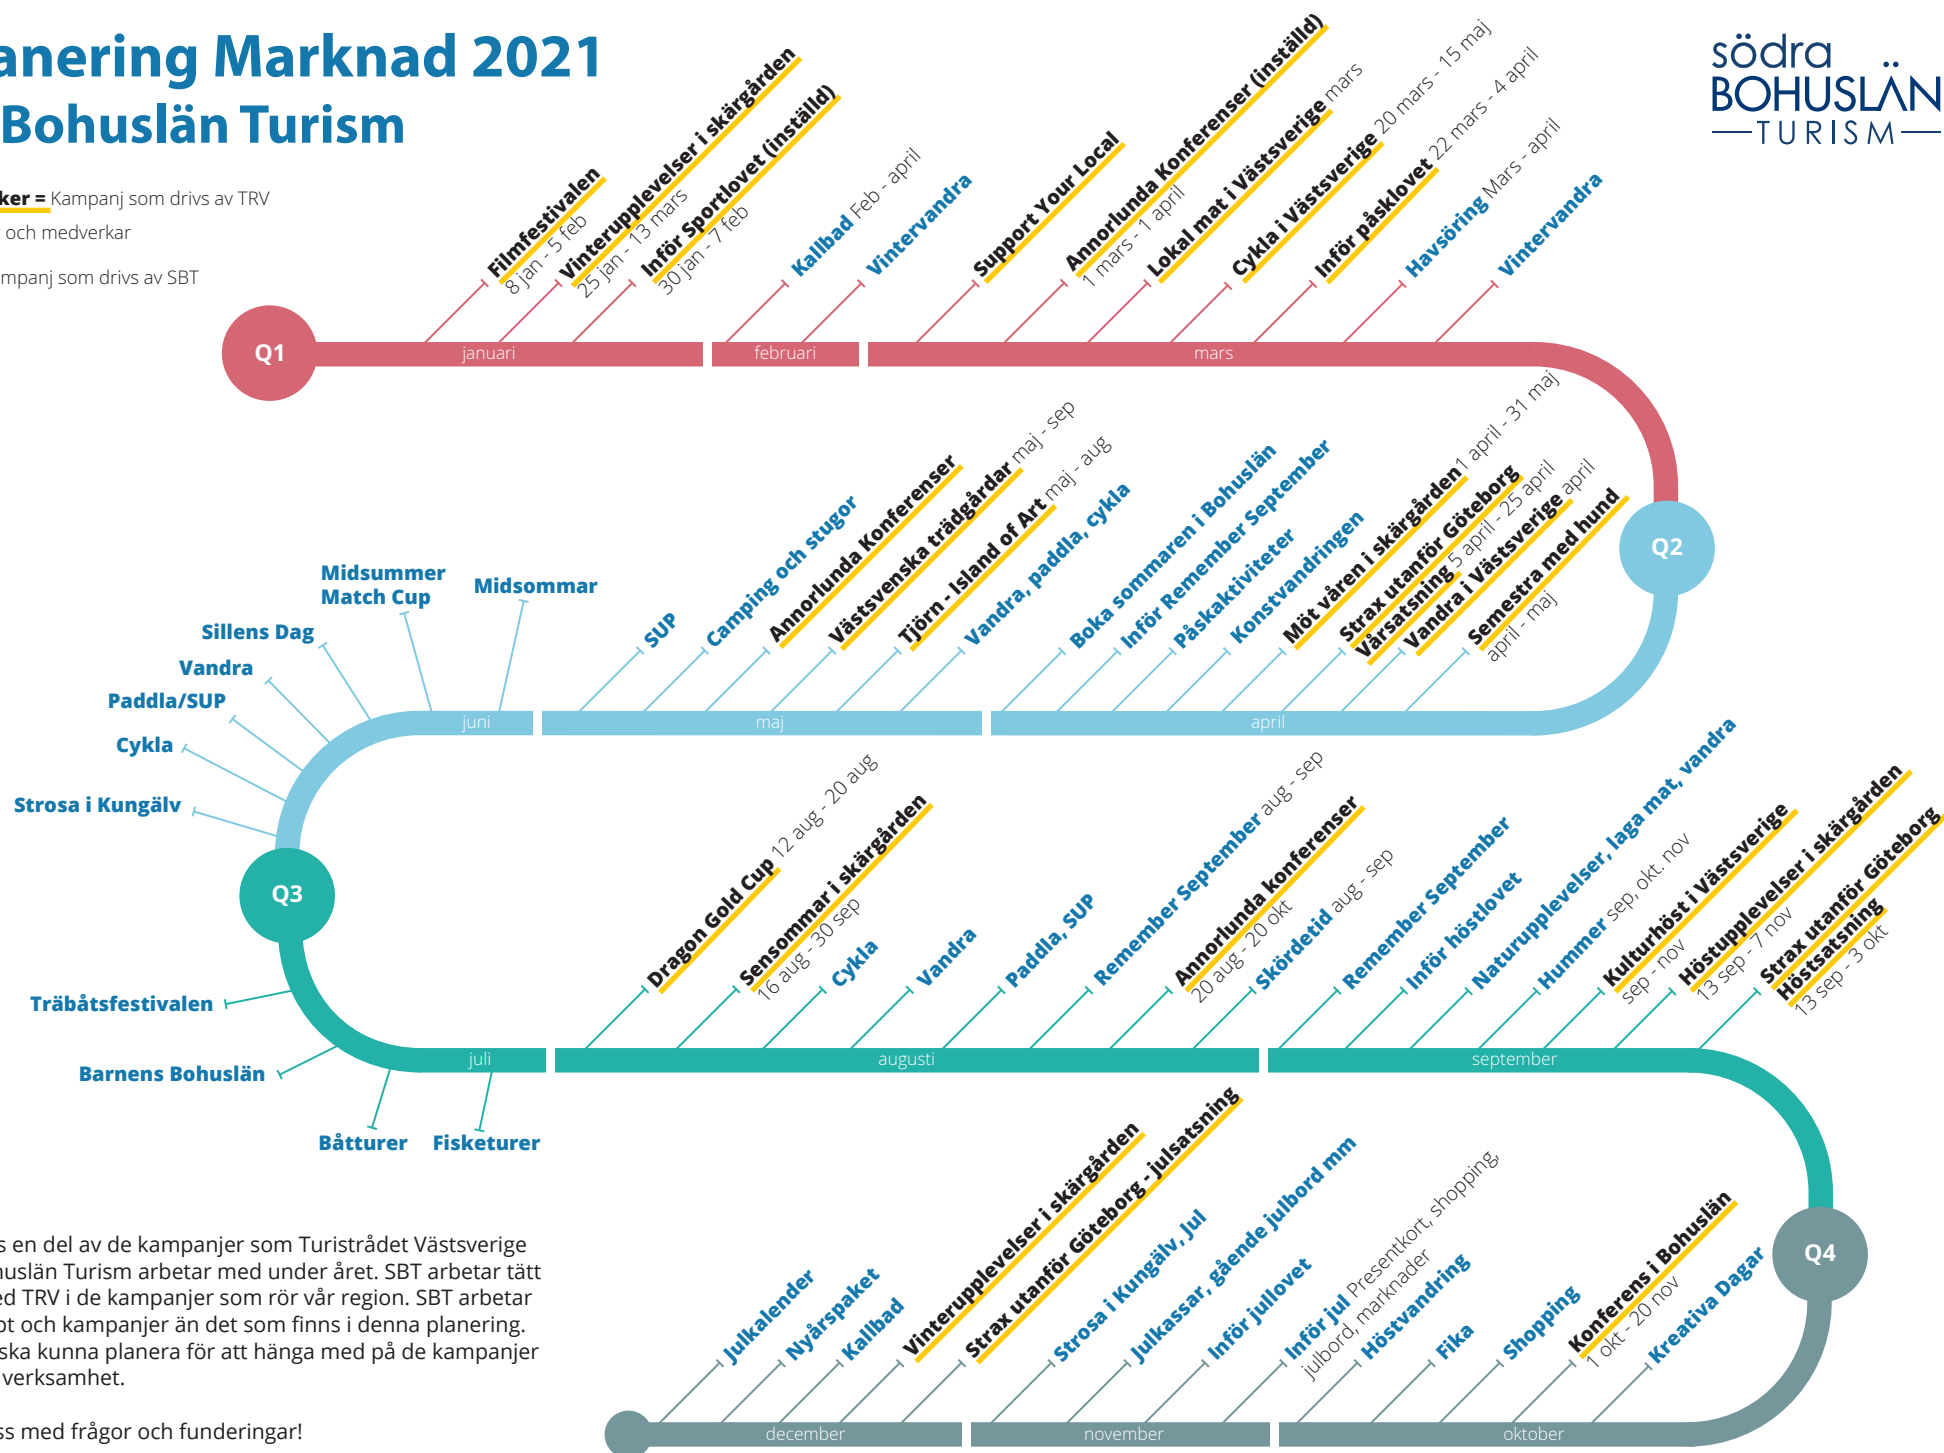 anering Marknad 2021
Bohuslän Turism
södra
BOHUSLÄN
TURISM
ker = Kampanj som drivs av TRV
och medverkar
mpanj som drivs av SBT
Q1
januari
februari
mars
Filmfestivalen
8 jan - 5 feb
Vinterupplevelser i skärgården
25 jan - 13 mars
Inför Sportlovet (inställd)
30 jan - 7 feb
Kallbad Feb - april
Vintervandra
Support Your Local
Annorlunda Konferenser (inställd)
1 mars - 1 april
Lokal mat i Västsverige mars
Cykla i Västsverige 20 mars - 15 maj
Inför påsklovet 22 mars - 4 april
Havsöring Mars - april
Vintervandra
Q2
Midsummer
Match Cup
Midsommar
Sillens Dag
Vandra
Paddla/SUP
Cykla
Strosa i Kungälv
SUP
Camping och stugor
Annorlunda Konferenser
Västsvenska trädgårdar maj - sep
Tjörn - Island of Art maj - aug
Vandra, paddla, cykla
Boka sommaren i Bohuslän
Inför Remember September
Påskaktiviteter
Konstvandringen
Möt våren i skärgården 1 april - 31 maj
Strax utanför Göteborg
Vårsatsning 5 april - 25 april
Vandra i Västsverige april
Semestra med hund
april - maj
juni
maj
april
Q3
Träbåtsfestivalen
Barnens Bohuslän
Båtturer
Fisketurer
Dragon Gold Cup 12 aug - 20 aug
Sensommar i skärgården
16 aug - 30 sep
Cykla
Vandra
Paddla, SUP
Remember September aug - sep
Annorlunda konferenser
20 aug - 20 okt
Skördetid aug - sep
Remember September
Inför höstlovet
Naturupplevelser, laga mat, vandra
Hummer sep, okt. nov
Kulturhöst i Västsverige
sep - nov
Höstupplevelser i skärgården
13 sep - 7 nov
Strax utanför Göteborg
Höstsatsning
13 sep - 3 okt
juli
augusti
september
Q4
Julkalender
Nyårspaket
Kallbad
Vinterupplevelser i skärgården
Strax utanför Göteborg - julsatsning
Strosa i Kungälv, Jul
Julkassar, gående julbord mm
Inför jullovet
Inför jul Presentkort, shopping,
julbord, marknader
Höstvandring
Fika
Shopping
Konferens i Bohuslän
1 okt - 20 nov
Kreativa Dagar
december
november
oktober
s en del av de kampanjer som Turistrådet Västsverige
huslän Turism arbetar med under året. SBT arbetar tätt
ed TRV i de kampanjer som rör vår region. SBT arbetar
pt och kampanjer än det som finns i denna planering.
ska kunna planera för att hänga med på de kampanjer
verksamhet.
ss med frågor och funderingar!